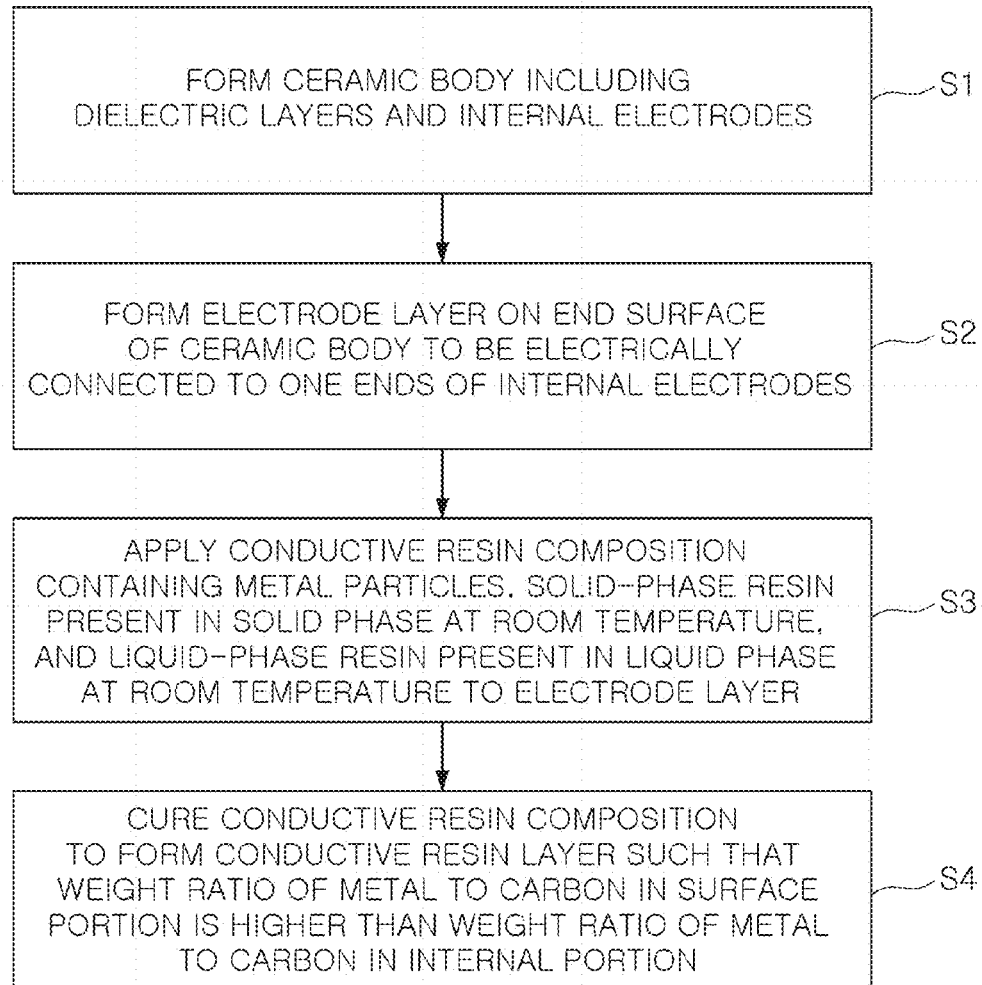 FORM CERAMIC BODY INCLUDING
DIELECTRIC LAYERS AND INTERNAL ELECTRODES
S1
FORM ELECTRODE LAYER ON END SURFACE
OF CERAMIC BODY TO BE ELECTRICALLY
CONNECTED TO ONE ENDS OF INTERNAL ELECTRODES
S2
APPLY CONDUCTIVE RESIN COMPOSITION
CONTAINING METAL PARTICLES, SOLID-PHASE RESIN
PRESENT IN SOLID PHASE AT ROOM TEMPERATURE,
AND LIQUID-PHASE RESIN PRESENT IN LIQUID PHASE
AT ROOM TEMPERATURE TO ELECTRODE LAYER
S3
CURE CONDUCTIVE RESIN COMPOSITION
TO FORM CONDUCTIVE RESIN LAYER SUCH THAT
WEIGHT RATIO OF METAL TO CARBON IN SURFACE
PORTION IS HIGHER THAN WEIGHT RATIO OF METAL
TO CARBON IN INTERNAL PORTION
S4